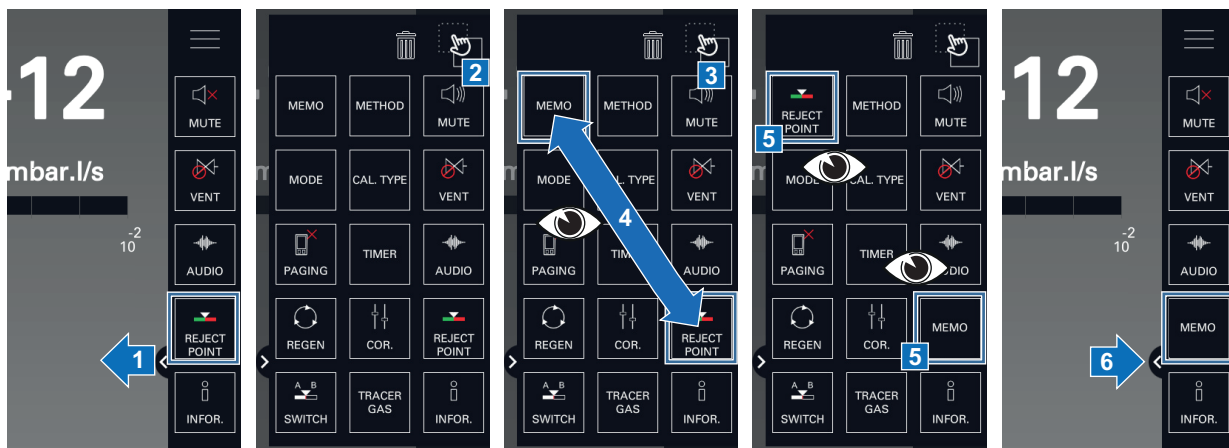 -12
mbar.l/s
-2
10
MUTE
VENT
AUDIO
REJECT
POINT
INFOR.
1
2
MEMO
METHOD
MUTE
MODE
CAL. TYPE
VENT
PAGING
TIMER
AUDIO
REGEN
COR.
REJECT
POINT
A B
SWITCH
TRACER
GAS
INFOR.
3
MEMO
METHOD
MUTE
MODE
CAL. TYPE
VENT
4
PAGING
TIM
AUDIO
REGEN
COR.
REJECT
POINT
A B
SWITCH
TRACER
GAS
INFOR.
REJECT
POINT
5
METHOD
MUTE
MODE
CAL. TYPE
VENT
PAGING
TIMER
DIO
REGEN
COR.
5
MEMO
A B
SWITCH
TRACER
GAS
INFOR.
12
mbar.l/s
-2
10
MUTE
VENT
AUDIO
MEMO
6
INFOR.